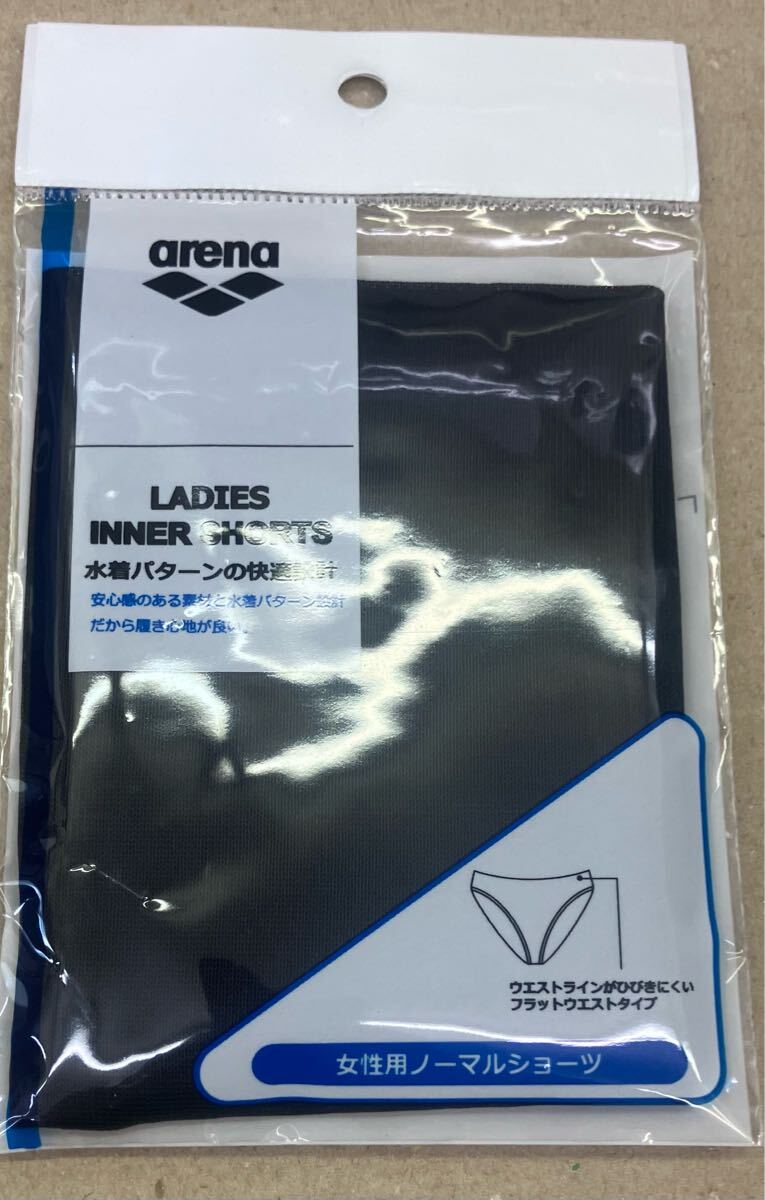 arena
LADIES
INNER SHORTS
水着パターンの快適設計
安心感のある素材と水着パターン設計
だから履き心地が良い。
ウエストラインがひびきにくい
フラットウエストタイプ
女性用ノーマルショーツ